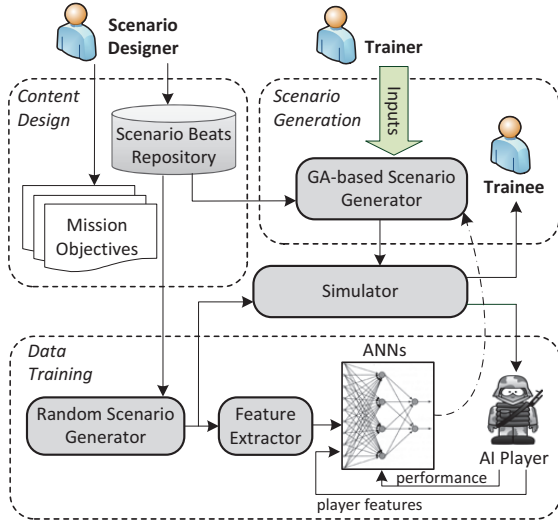 Scenario
Designer
Trainer
Content
Design
Scenario Beats
Repository
Mission
Objectives
Inputs
Scenario
Generation
GA-based Scenario
Generator
Trainee
Simulator
Data
Training
ANNs
Random Scenario
Generator
Feature
Extractor
AI Player
performance
player features